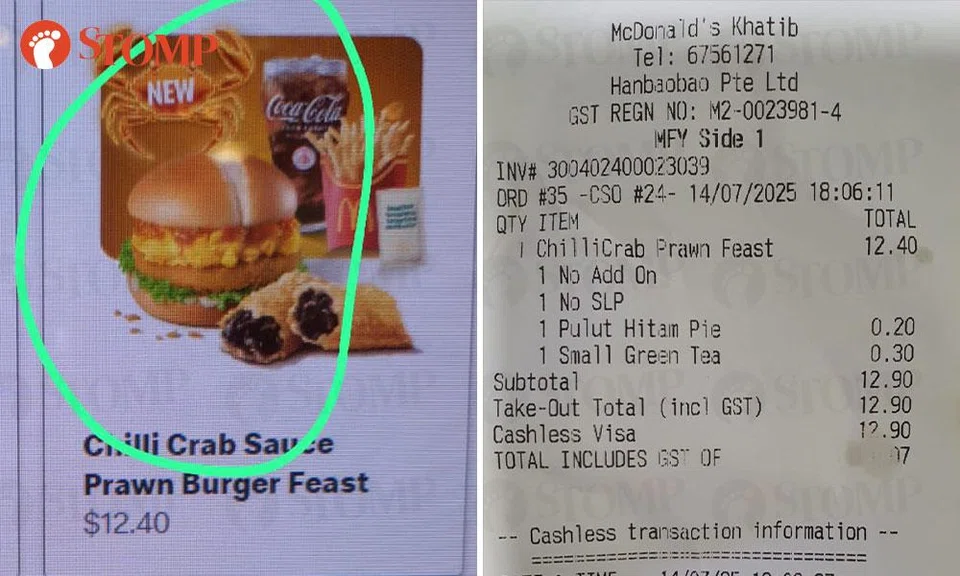 STOMP
NEW
Coca-Cola
Chilli Crab Sauce
Prawn Burger Feast
$12.40
McDonald's Khatib
Tel: 67561271
Hanbaobao Pte Ltd
GST REGN NO: M2-0023981-4
MFY Side 1
INV# 300402400023039
ORD #35 -CSO #24- 14/07/2025 18:06:11
QTY ITEM TOTAL
1 ChilliCrab Prawn Feast 12.40
1 No Add On
1 No SLP
1 Pulut Hitam Pie 0.20
1 Small Green Tea 0.30
Subtotal 12.90
Take-Out Total (incl GST) 12.90
Cashless Visa 12.90
TOTAL INCLUDES GST OF
-- Cashless transaction information --